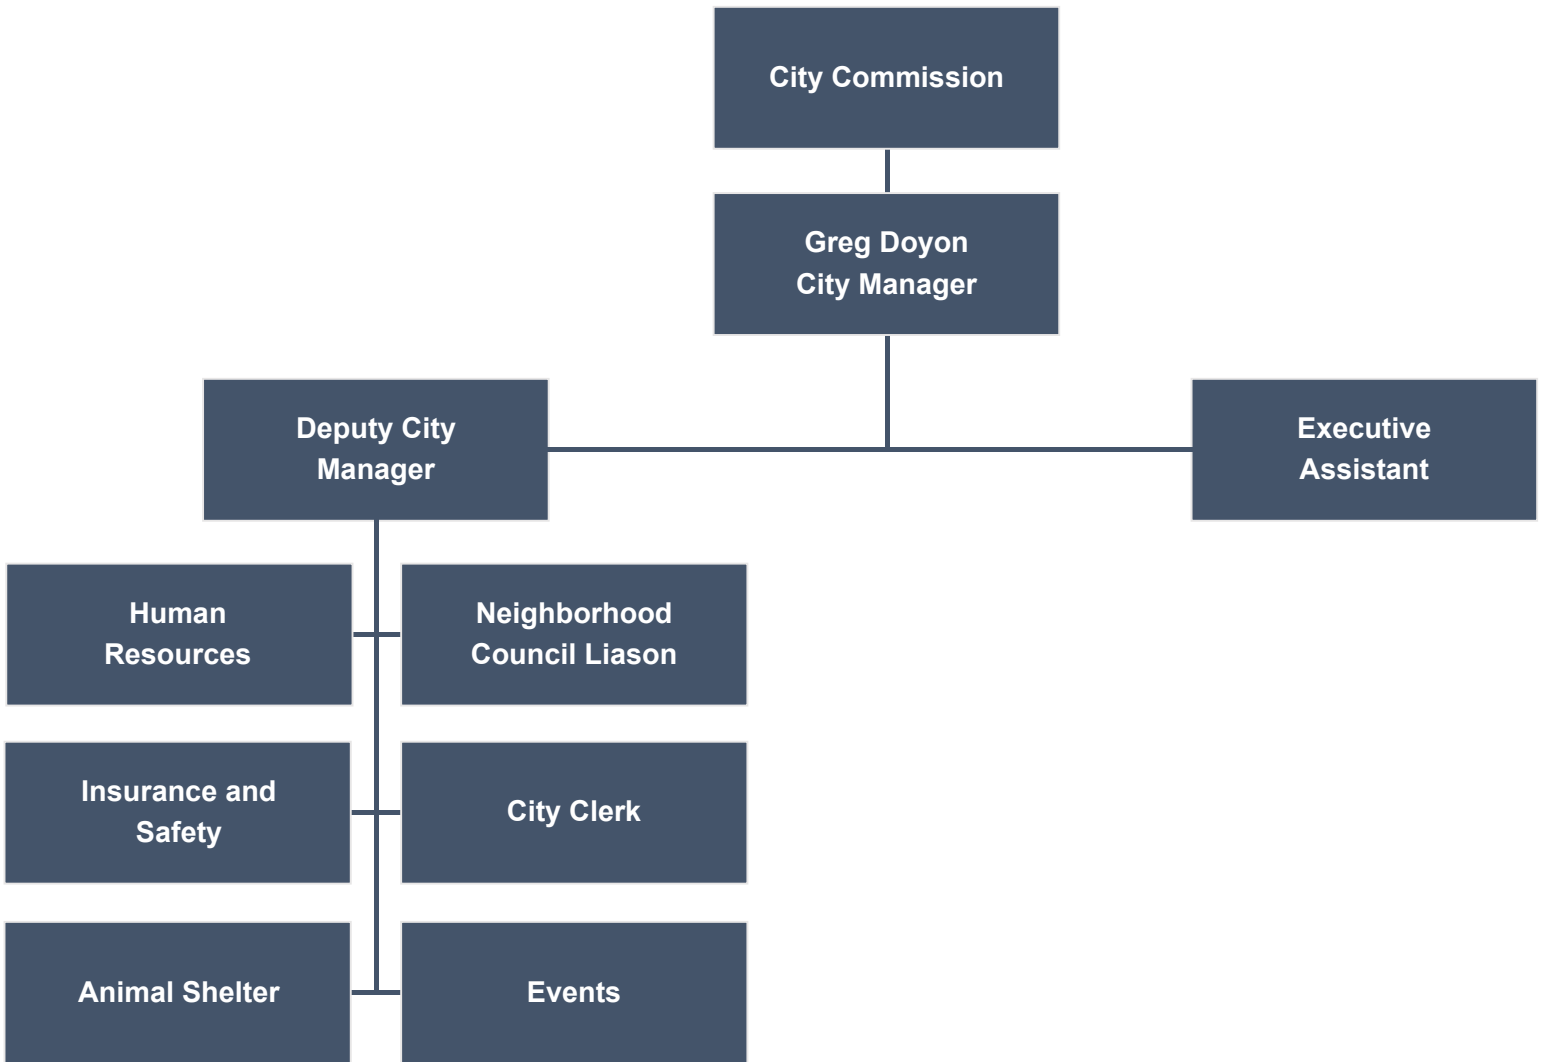 City Commission
Greg Doyon
City Manager
Deputy City
Manager
Executive
Assistant
Human
Resources
Neighborhood
Council Liason
Insurance and
Safety
City Clerk
Animal Shelter
Events